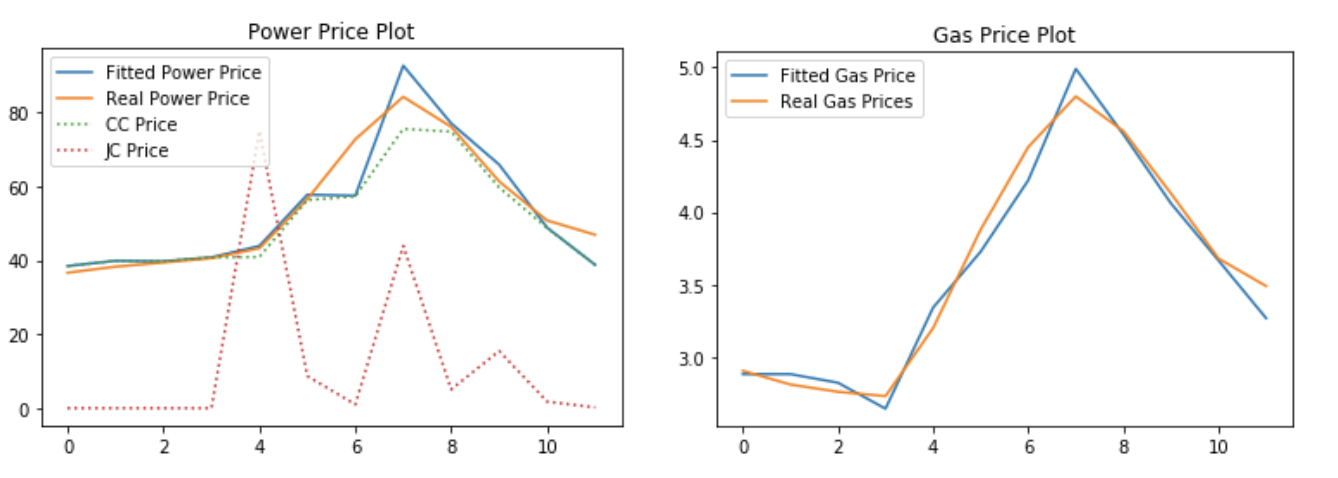 Power Price Plot
Fitted Power Price
Real Power Price
CC Price
JC Price
80
60
40
20
0
0 2 4 6 8 10
Gas Price Plot
Fitted Gas Price
Real Gas Prices
5.0
4.5
4.0
3.5
3.0
0 2 4 6 8 10